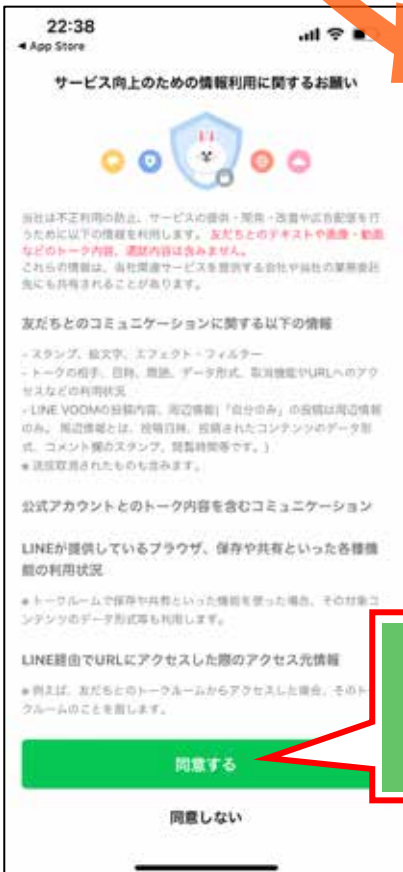 22:38
◀ App Store
サービス向上のための情報利用に関するお願い
当社は不正利用の防止、サービスの提供・開発・改善や広告配信を行
うために以下の情報を利用します。友だちとのテキストや画像・動画
などのトーク内容、通話内容は含みません。
これらの情報は、当社関連サービスを提供する会社や当社の業務委託
先にも共有されることがあります。
友だちとのコミュニケーションに関する以下の情報
- スタンプ、絵文字、エフェクト・フィルター
- トークの相手、日時、既読、データ形式、取消機能やURLへのアク
セスなどの利用状況
- LINE VOOMの投稿内容、周辺情報(「自分のみ」の投稿は周辺情報
のみ。周辺情報とは、投稿日時、投稿されたコンテンツのデータ形
式、コメント欄のスタンプ、閲覧時間等です。)
※送信取消されたものも含みます。
公式アカウントとのトーク内容を含むコミュニケーション
LINEが提供しているブラウザ、保存や共有といった各種機
能の利用状況
※トークルームで保存や共有といった機能を使った場合、その対象コ
ンテンツのデータ形式等も利用します。
LINE経由でURLにアクセスした際のアクセス元情報
※例えば、友だちとのトークルームからアクセスした場合、そのトー
クルームのことを指します。
同意する
同意しない